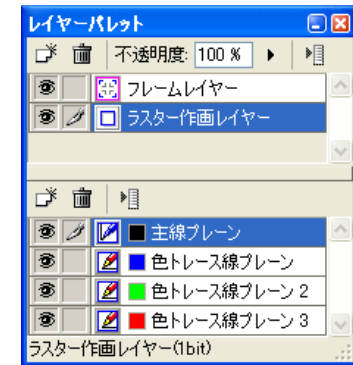 レイヤーパレット
不透明度: 100 %
フレームレイヤー
ラスター作画レイヤー
主線プレーン
色トレース線プレーン
色トレース線プレーン 2
色トレース線プレーン 3
ラスター作画レイヤー(1bit)